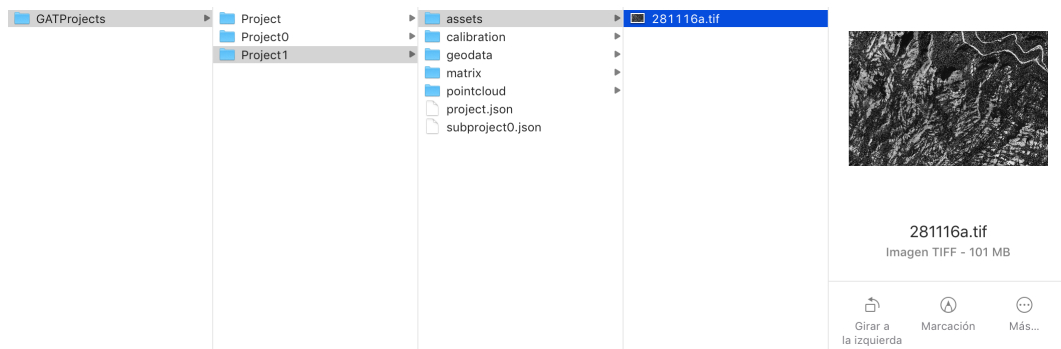 GATProjects
Project
Project0
Project1
assets
calibration
geodata
matrix
pointcloud
project.json
subproject0.json
281116a.tif
281116a.tif
Imagen TIFF - 101 MB
Girar a
la izquierda
Marcación
Más...